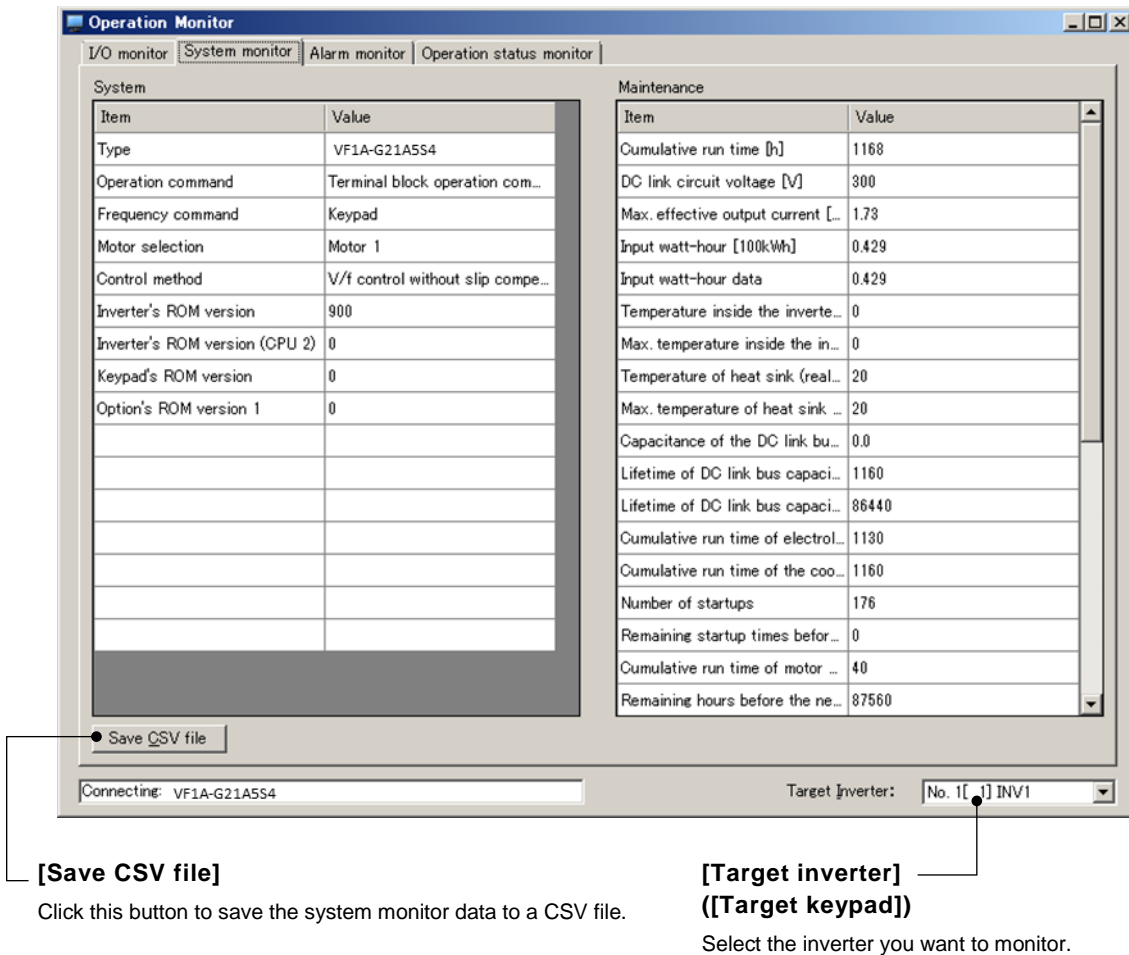 Operation Monitor
I/O monitor System monitor Alarm monitor Operation status monitor
System
Item Value
Type VF1A-G21A5S4
Operation command Terminal block operation com...
Frequency command Keypad
Motor selection Motor 1
Control method V/f control without slip compe...
Inverter's ROM version 900
Inverter's ROM version (CPU 2) 0
Keypad's ROM version 0
Option's ROM version 1 0
Maintenance
Item Value
Cumulative run time [h] 1168
DC link circuit voltage [V] 300
Max. effective output current [... 1.73
Input watt-hour [100kWh] 0.429
Input watt-hour data 0.429
Temperature inside the inverte... 0
Max. temperature inside the in... 0
Temperature of heat sink (real... 20
Max. temperature of heat sink ... 20
Capacitance of the DC link bu... 0.0
Lifetime of DC link bus capaci... 1160
Lifetime of DC link bus capaci... 86440
Cumulative run time of electrol... 1130
Cumulative run time of the coo... 1160
Number of startups 176
Remaining startup times befor... 0
Cumulative run time of motor ... 40
Remaining hours before the ne... 87560
Save CSV file
Connecting: VF1A-G21A5S4
Target Inverter: No. 1[ 1] INV1
[Save CSV file]
Click this button to save the system monitor data to a CSV file.
[Target inverter]
([Target keypad])
Select the inverter you want to monitor.